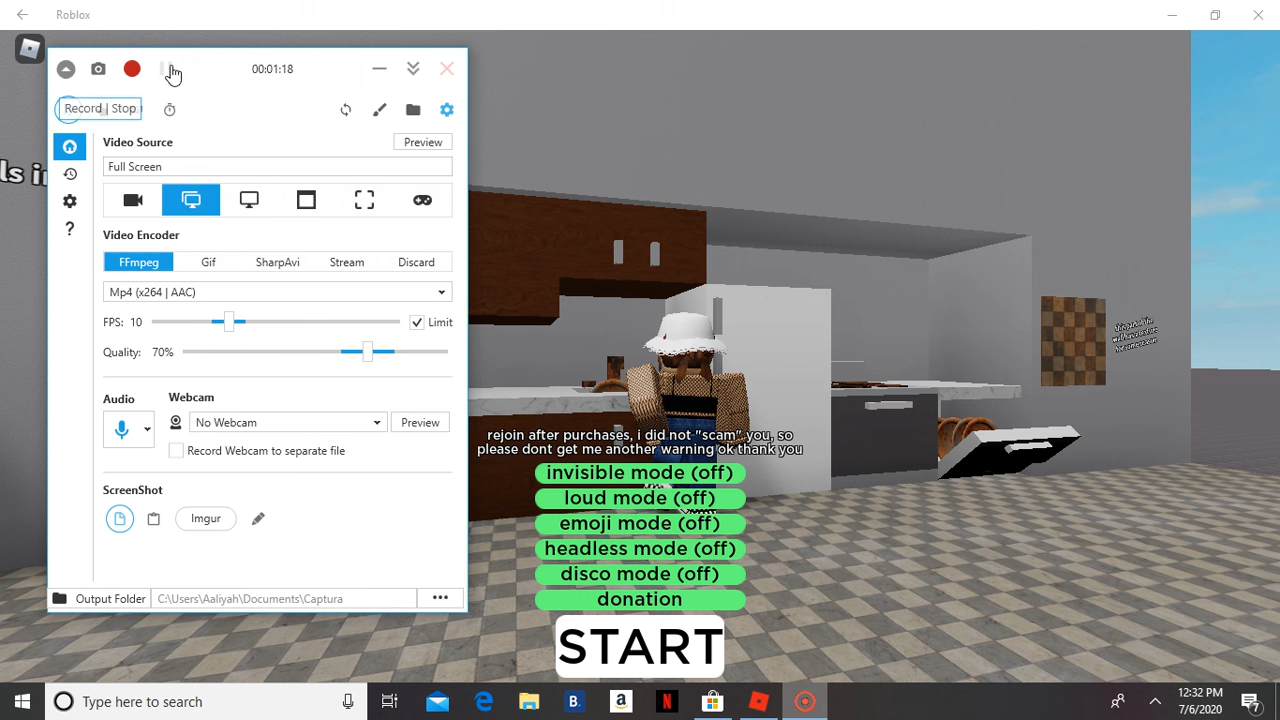 Roblox
00:01:18
Record | Stop
Video Source
Preview
Full Screen
Video Encoder
FFmpeg
Gif
SharpAvi
Stream
Discard
Mp4 (x264 | AAC)
FPS: 10
Limit
Quality: 70%
Audio
Webcam
No Webcam
Preview
Record Webcam to separate file
ScreenShot
Imgur
Output Folder
C:\Users\Aaliyah\Documents\Captura
ls in
rejoin after purchases, i did not "scam" you, so
please dont get me another warning ok thank you
invisible mode (off)
loud mode (off)
emoji mode (off)
headless mode (off)
disco mode (off)
donation
START
Type here to search
12:32 PM
7/6/2020
7